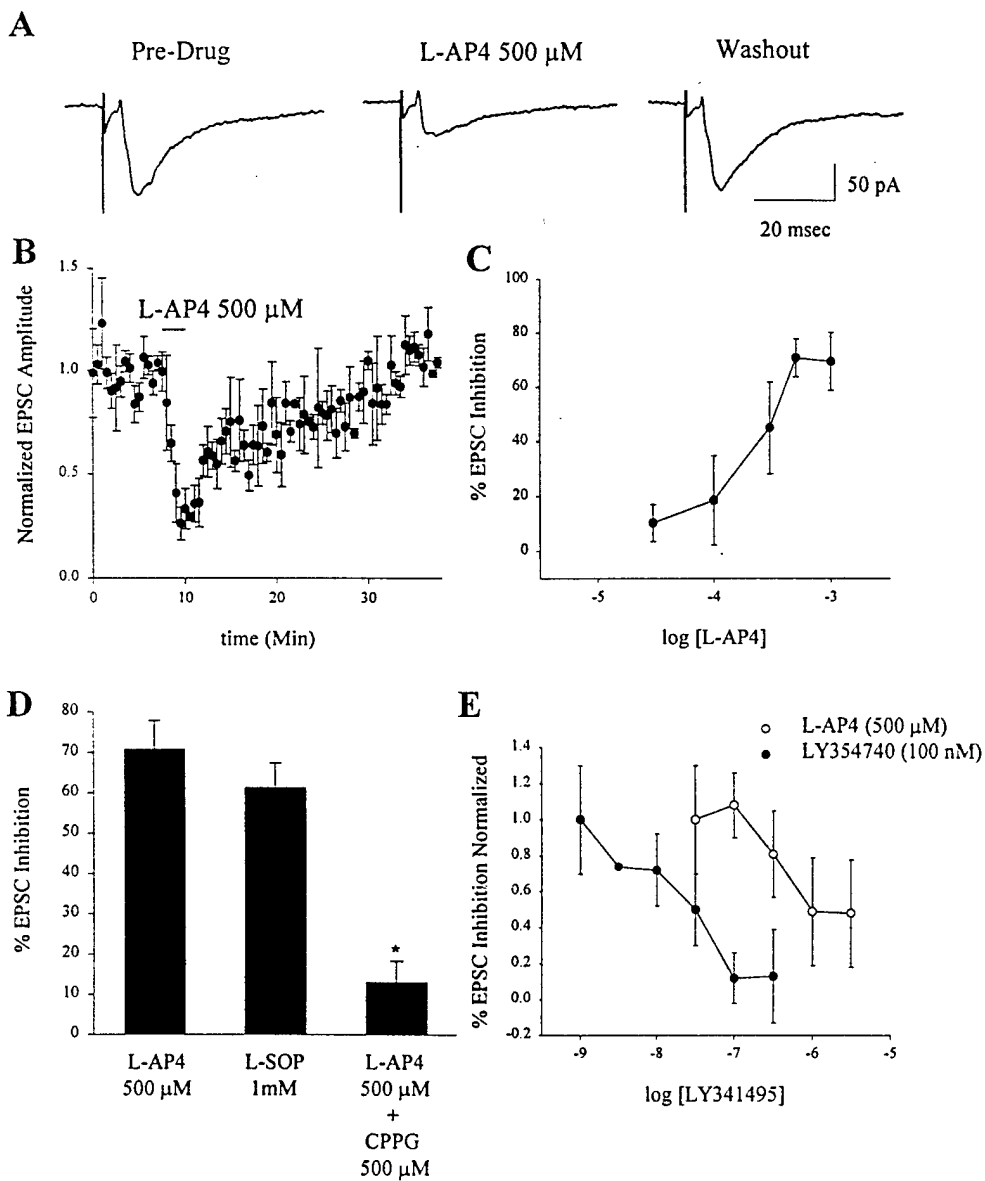 A
Pre-Drug
L-AP4 500 μM
Washout
50 pA
20 msec
B
1.5
1.0
0.5
0.0
Normalized EPSC Amplitude
L-AP4 500 μM
0
10
20
30
time (Min)
C
100
80
60
40
20
0
% EPSC Inhibition
-5
-4
-3
log [L-AP4]
D
80
70
60
50
40
30
20
10
0
% EPSC Inhibition
*
L-AP4
500 μM
L-SOP
1mM
L-AP4
500 μM
+
CPPG
500 μM
E
L-AP4 (500 μM)
LY354740 (100 nM)
1.4
1.2
1.0
0.8
0.6
0.4
0.2
0.0
-0.2
% EPSC Inhibition Normalized
-9
-8
-7
-6
-5
log [LY341495]